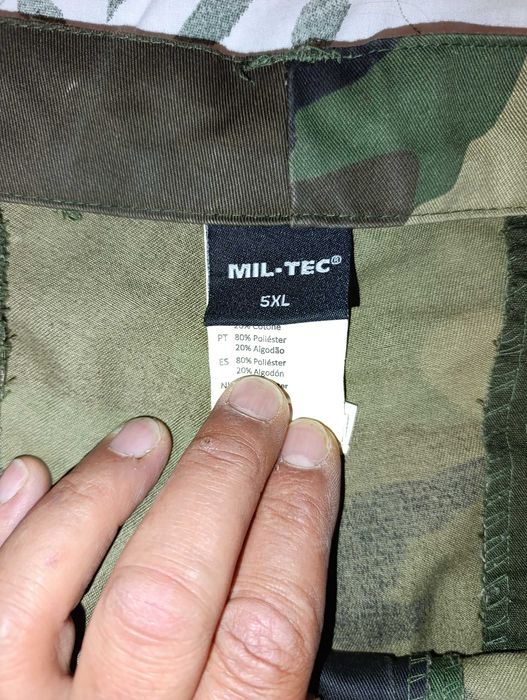 MIL-TEC®
5XL
20% Cotone
PT 80% Poliéster
20% Algodão
ES 80% Poliéster
20% Algodón